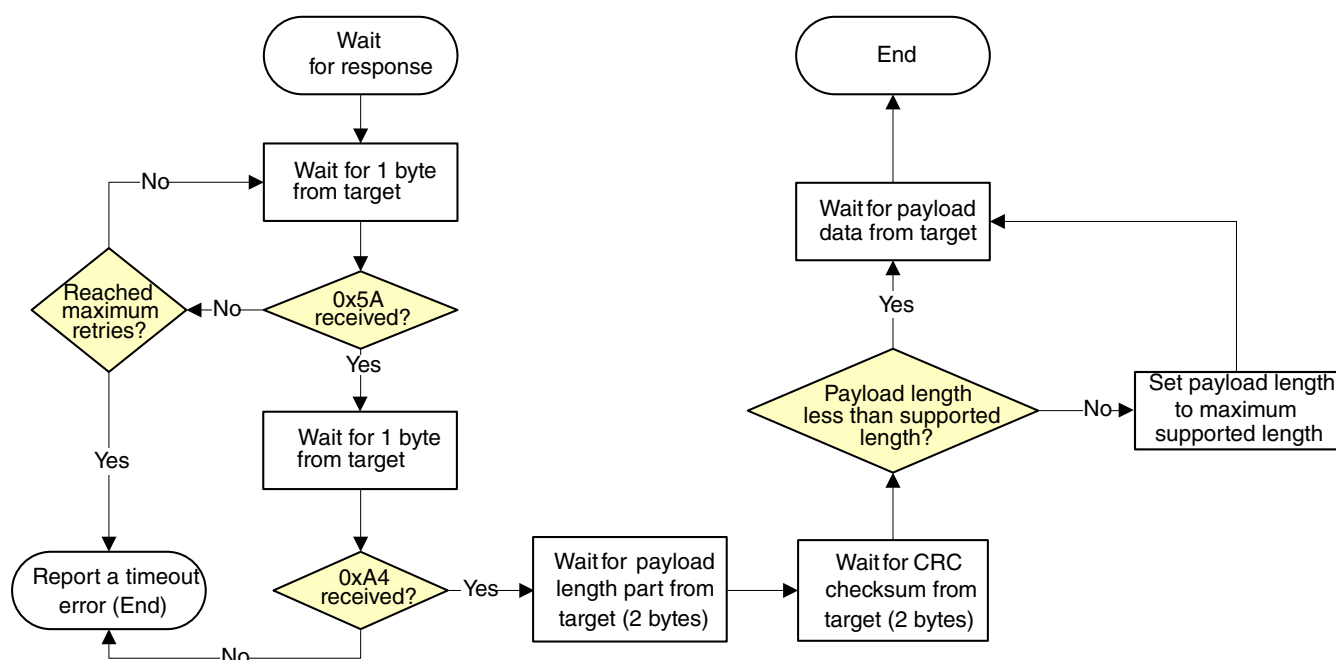 Wait
for response
Wait for 1 byte
from target
No
Reached
maximum
retries?
No
0x5A
received?
Yes
Wait for 1 byte
from target
Yes
Report a timeout
error (End)
0xA4
received?
No
Yes
Wait for payload
length part from
target (2 bytes)
Wait for CRC
checksum from
target (2 bytes)
Payload length
less than supported
length?
No
Set payload length
to maximum
supported length
Yes
Wait for payload
data from target
End